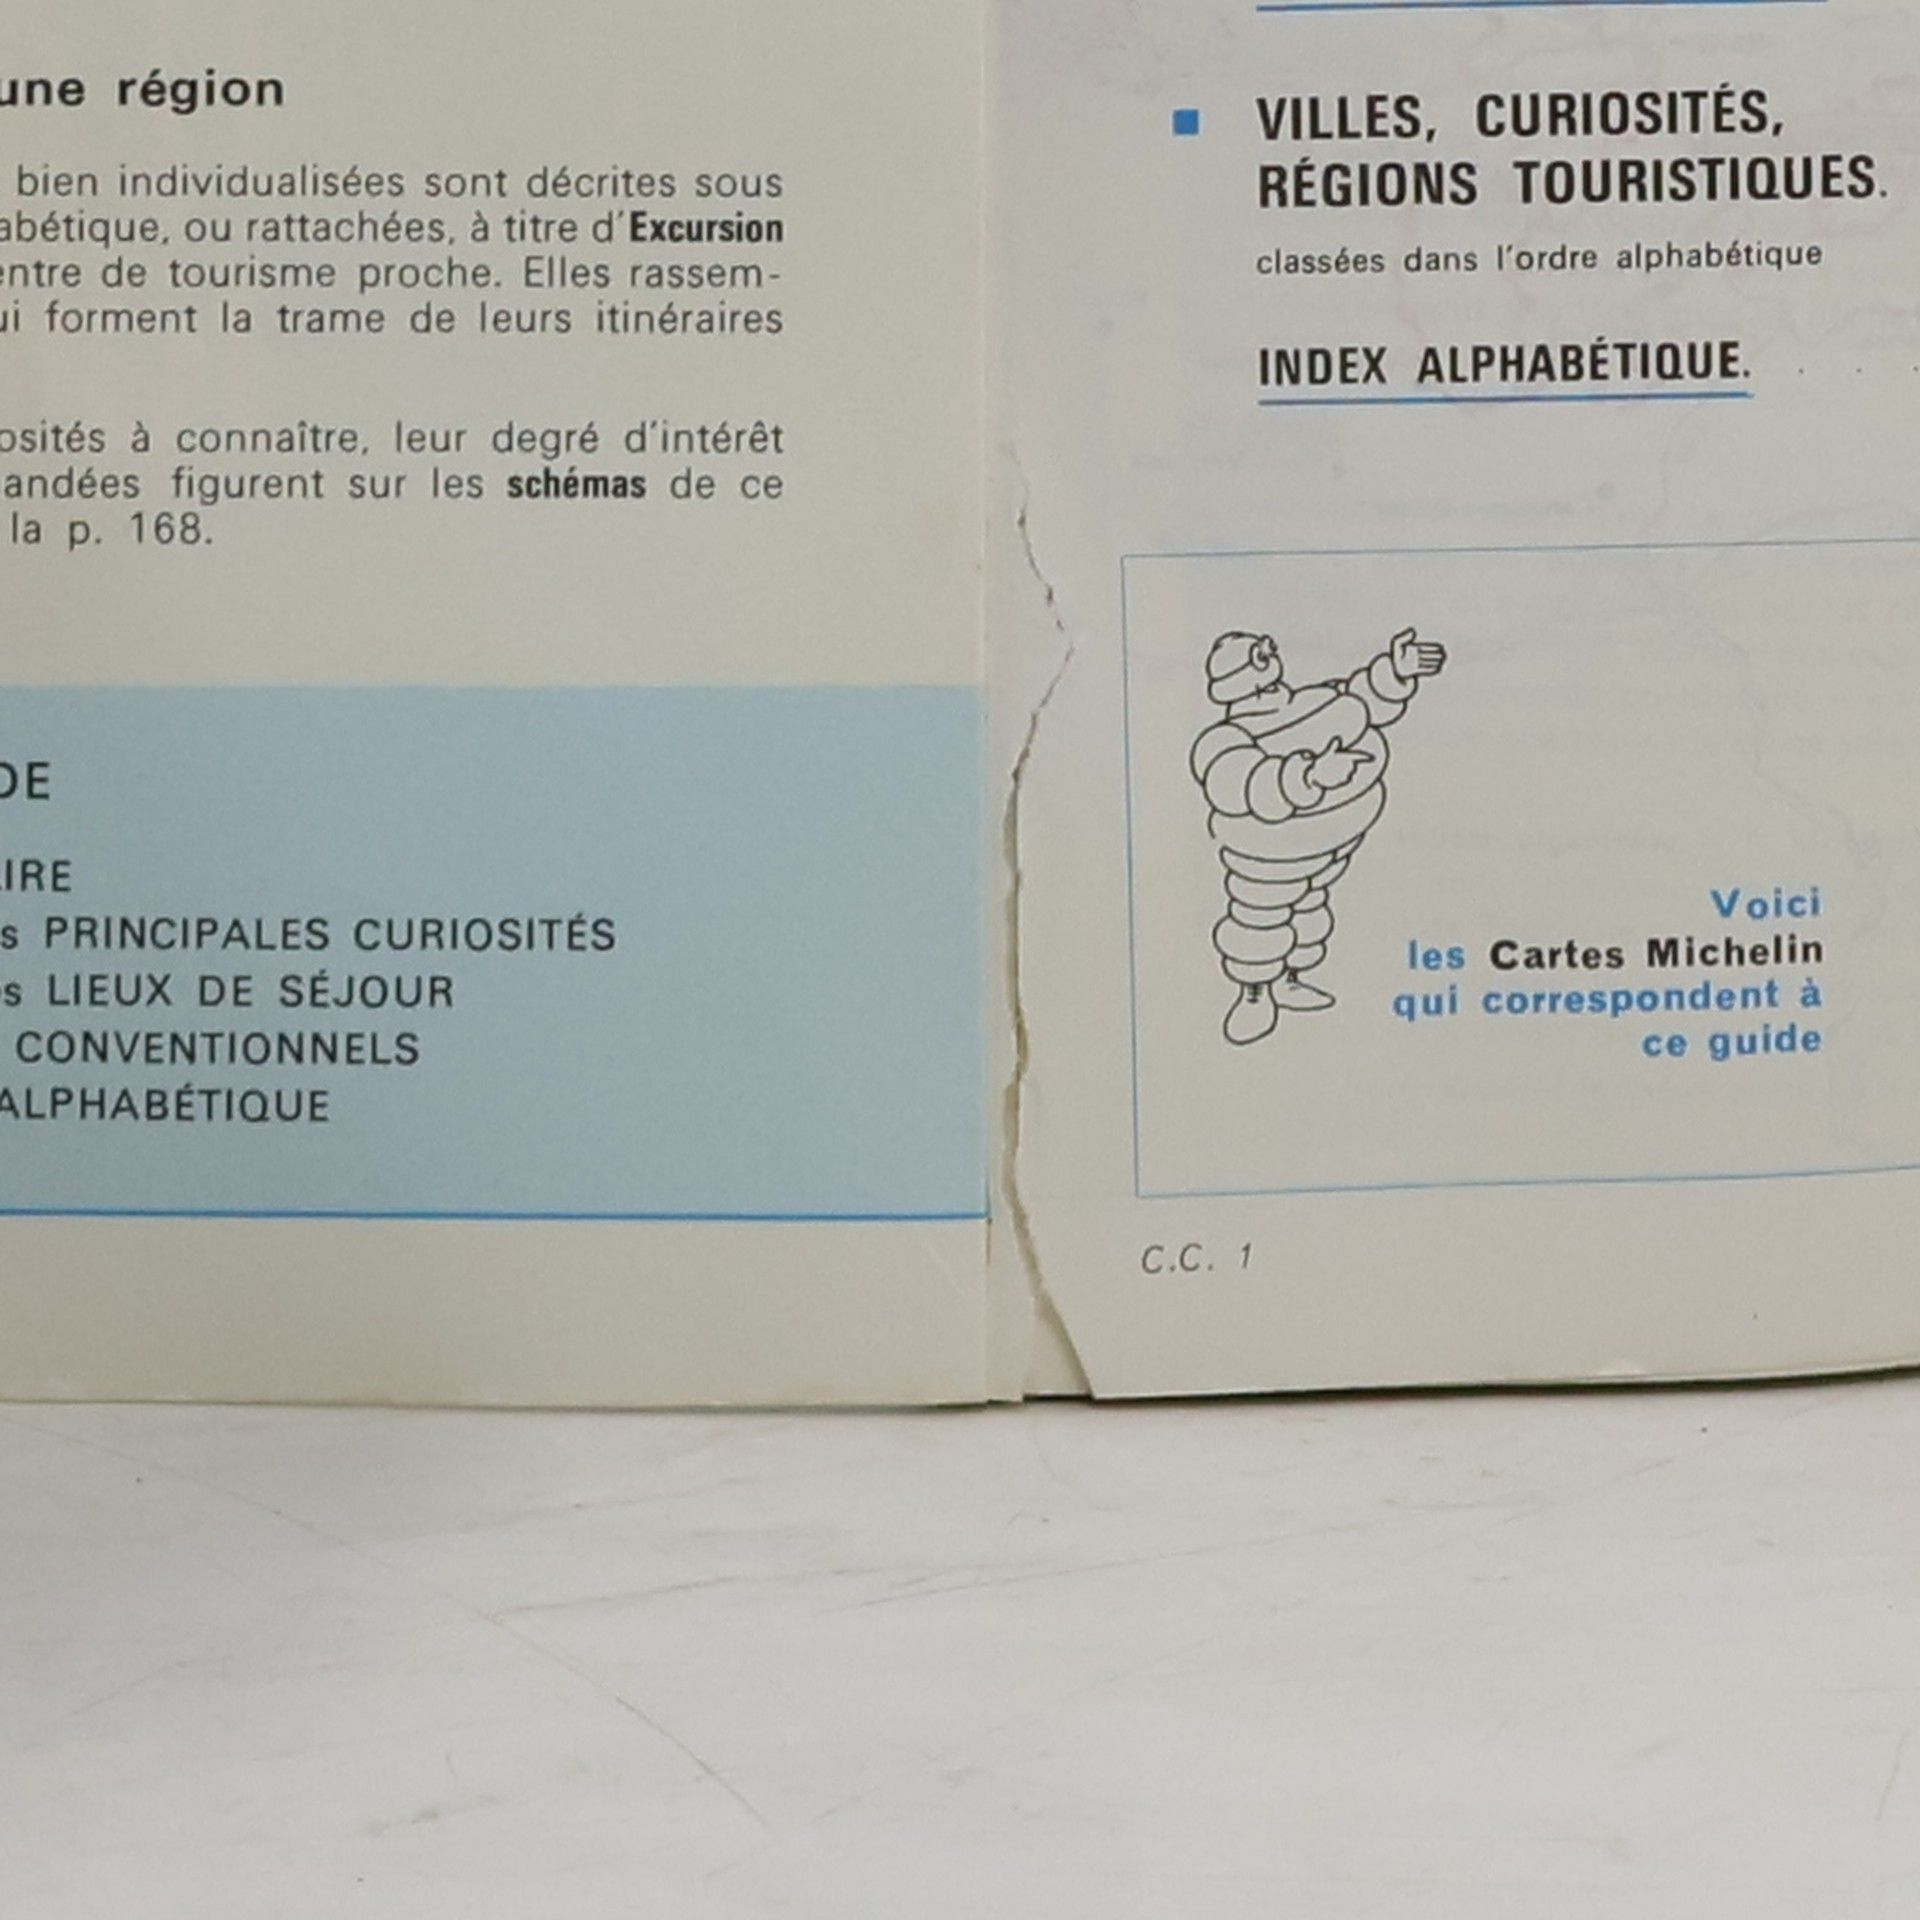 une région
bien individualisées sont décrites sous
abétique, ou rattachées, à titre d'Excursion
entre de tourisme proche. Elles rassem-
ui forment la trame de leurs itinéraires
osités à connaître, leur degré d'intérêt
andées figurent sur les schémas de ce
la p. 168.
DE
IRE
s PRINCIPALES CURIOSITÉS
s LIEUX DE SÉJOUR
CONVENTIONNELS
ALPHABÉTIQUE
VILLES, CURIOSITÉS,
RÉGIONS TOURISTIQUES.
classées dans l'ordre alphabétique
INDEX ALPHABÉTIQUE. . . .
Voici
les Cartes Michelin
qui correspondent à
ce guide
C.C. 1